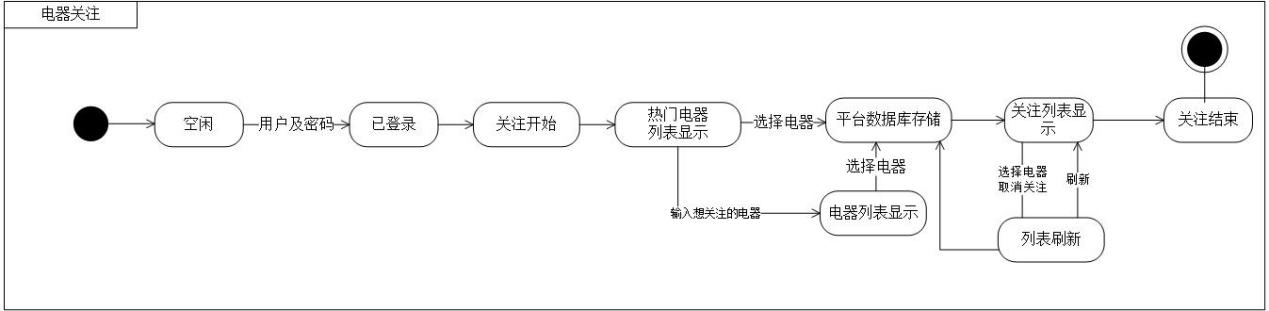 电器关注
空闲
用户及密码
已登录
关注开始
热门电器
列表显示
选择电器
平台数据库存储
关注列表显
示
关注结束
选择电器
输入想关注的电器
电器列表显示
选择电器
取消关注
刷新
列表刷新